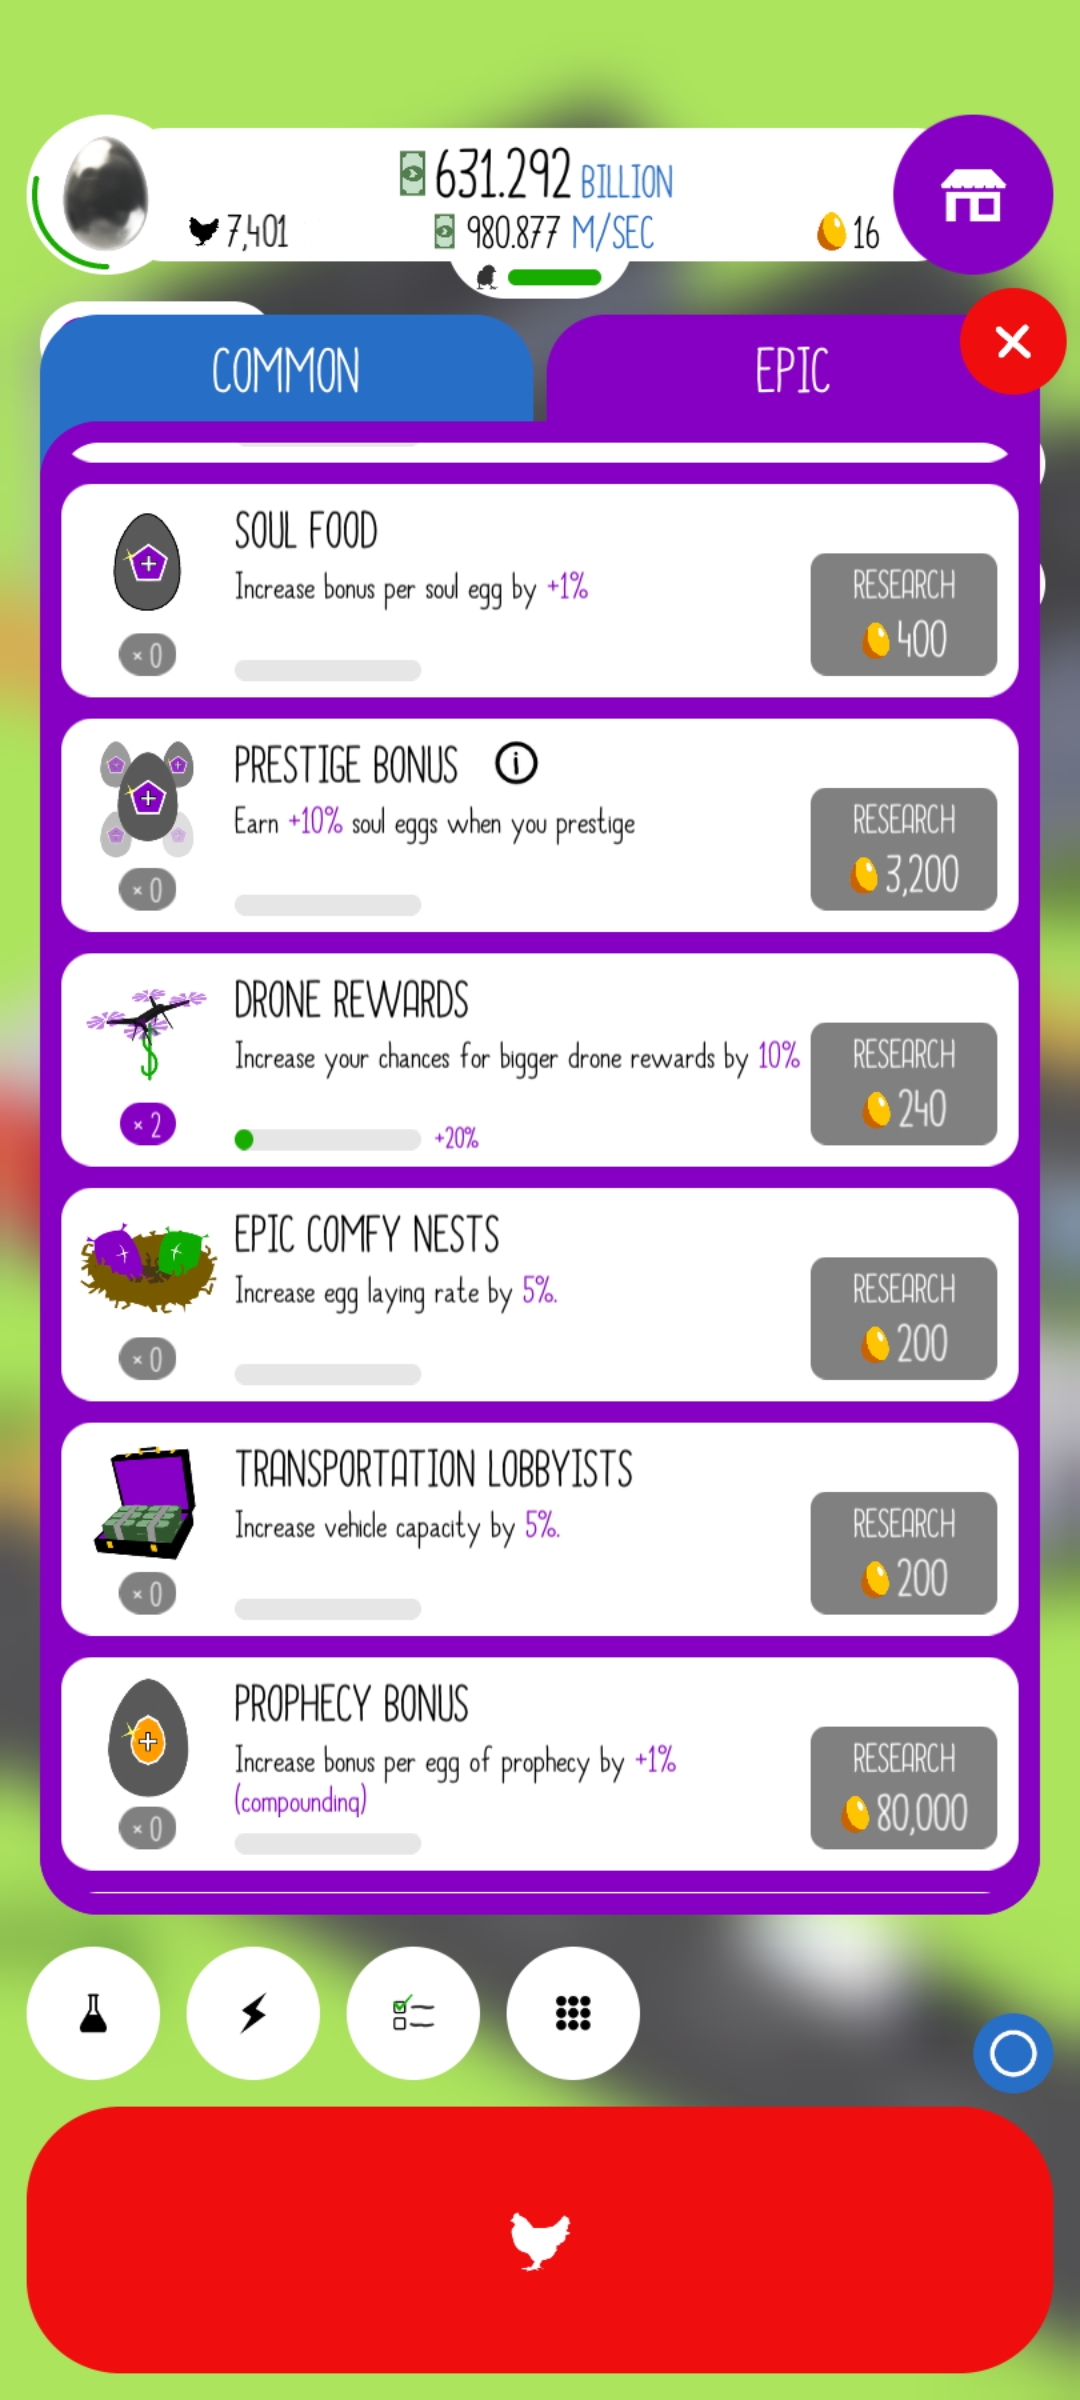 631.292 BILLION
7,401
980.877 M/SEC
16
COMMON
EPIC
SOUL FOOD
Increase bonus per soul egg by +1%
× 0
RESEARCH
400
PRESTIGE BONUS i
Earn +10% soul eggs when you prestige
× 0
RESEARCH
3,200
DRONE REWARDS
Increase your chances for bigger drone rewards by 10%
× 2
+20%
RESEARCH
240
EPIC COMFY NESTS
Increase egg laying rate by 5%.
× 0
RESEARCH
200
TRANSPORTATION LOBBYISTS
Increase vehicle capacity by 5%.
× 0
RESEARCH
200
PROPHECY BONUS
Increase bonus per egg of prophecy by +1%
(compounding)
× 0
RESEARCH
80,000